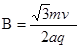 B = √3mv / 2aq